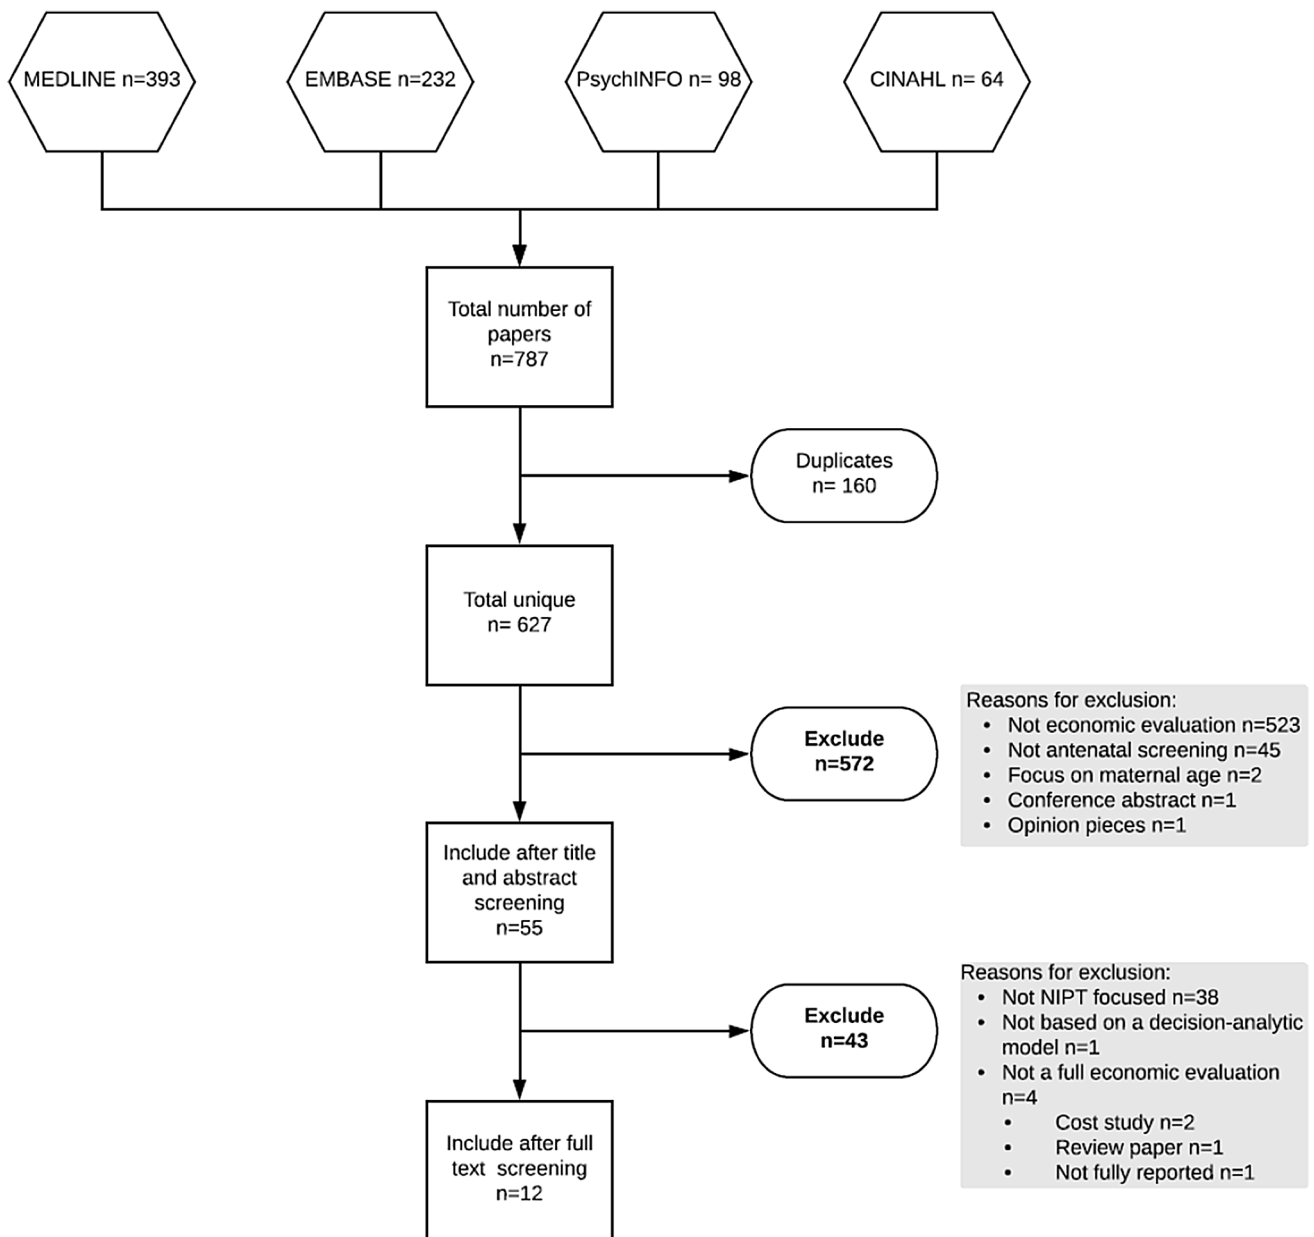 MEDLINE n=393
EMBASE n=232
PsychINFO n= 98
CINAHL n= 64
Total number of
papers
n=787
Duplicates
n= 160
Total unique
n= 627
Exclude
n=572
Reasons for exclusion:
• Not economic evaluation n=523
• Not antenatal screening n=45
• Focus on maternal age n=2
• Conference abstract n=1
• Opinion pieces n=1
Include after title
and abstract
screening
n=55
Exclude
n=43
Reasons for exclusion:
• Not NIPT focused n=38
• Not based on a decision-analytic
model n=1
• Not a full economic evaluation
n=4
• Cost study n=2
• Review paper n=1
• Not fully reported n=1
Include after full
text screening
n=12